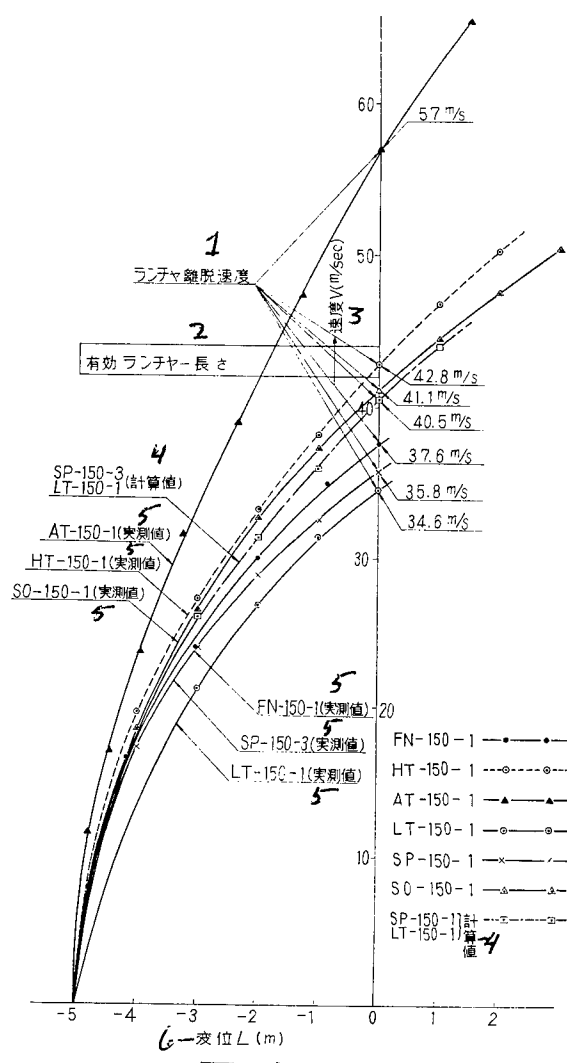 60
57 m/s
50
速度V(m/sec)
1
ランチャ離脱速度
3
2
有効ランチャー長さ
42.8 m/s
41.1 m/s
40
40.5 m/s
37.6 m/s
35.8 m/s
34.6 m/s
4
SP-150-3
LT-150-1(計算値)
5
AT-150-1(実測値)
5
HT-150-1(実測値)
SO-150-1(実測値)
5
30
5
FN-150-1(実測値)
5
SP-150-3(実測値)
LT-150-1(実測値)
5
20
FN-150-1
HT-150-1
AT-150-1
LT-150-1
SP-150-1
SO-150-1
SP-150-1
LT-150-1}計算値 4
10
-5 -4 -3 -2 -1 0 1 2 3
6 変位L(m)